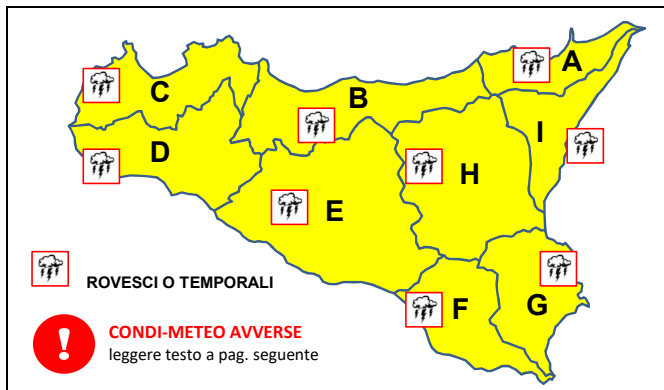 A
C
B
I
D
H
E
F
G
ROVESCI O TEMPORALI
!
CONDI-METEO AVVERSE
leggere testo a pag. seguente